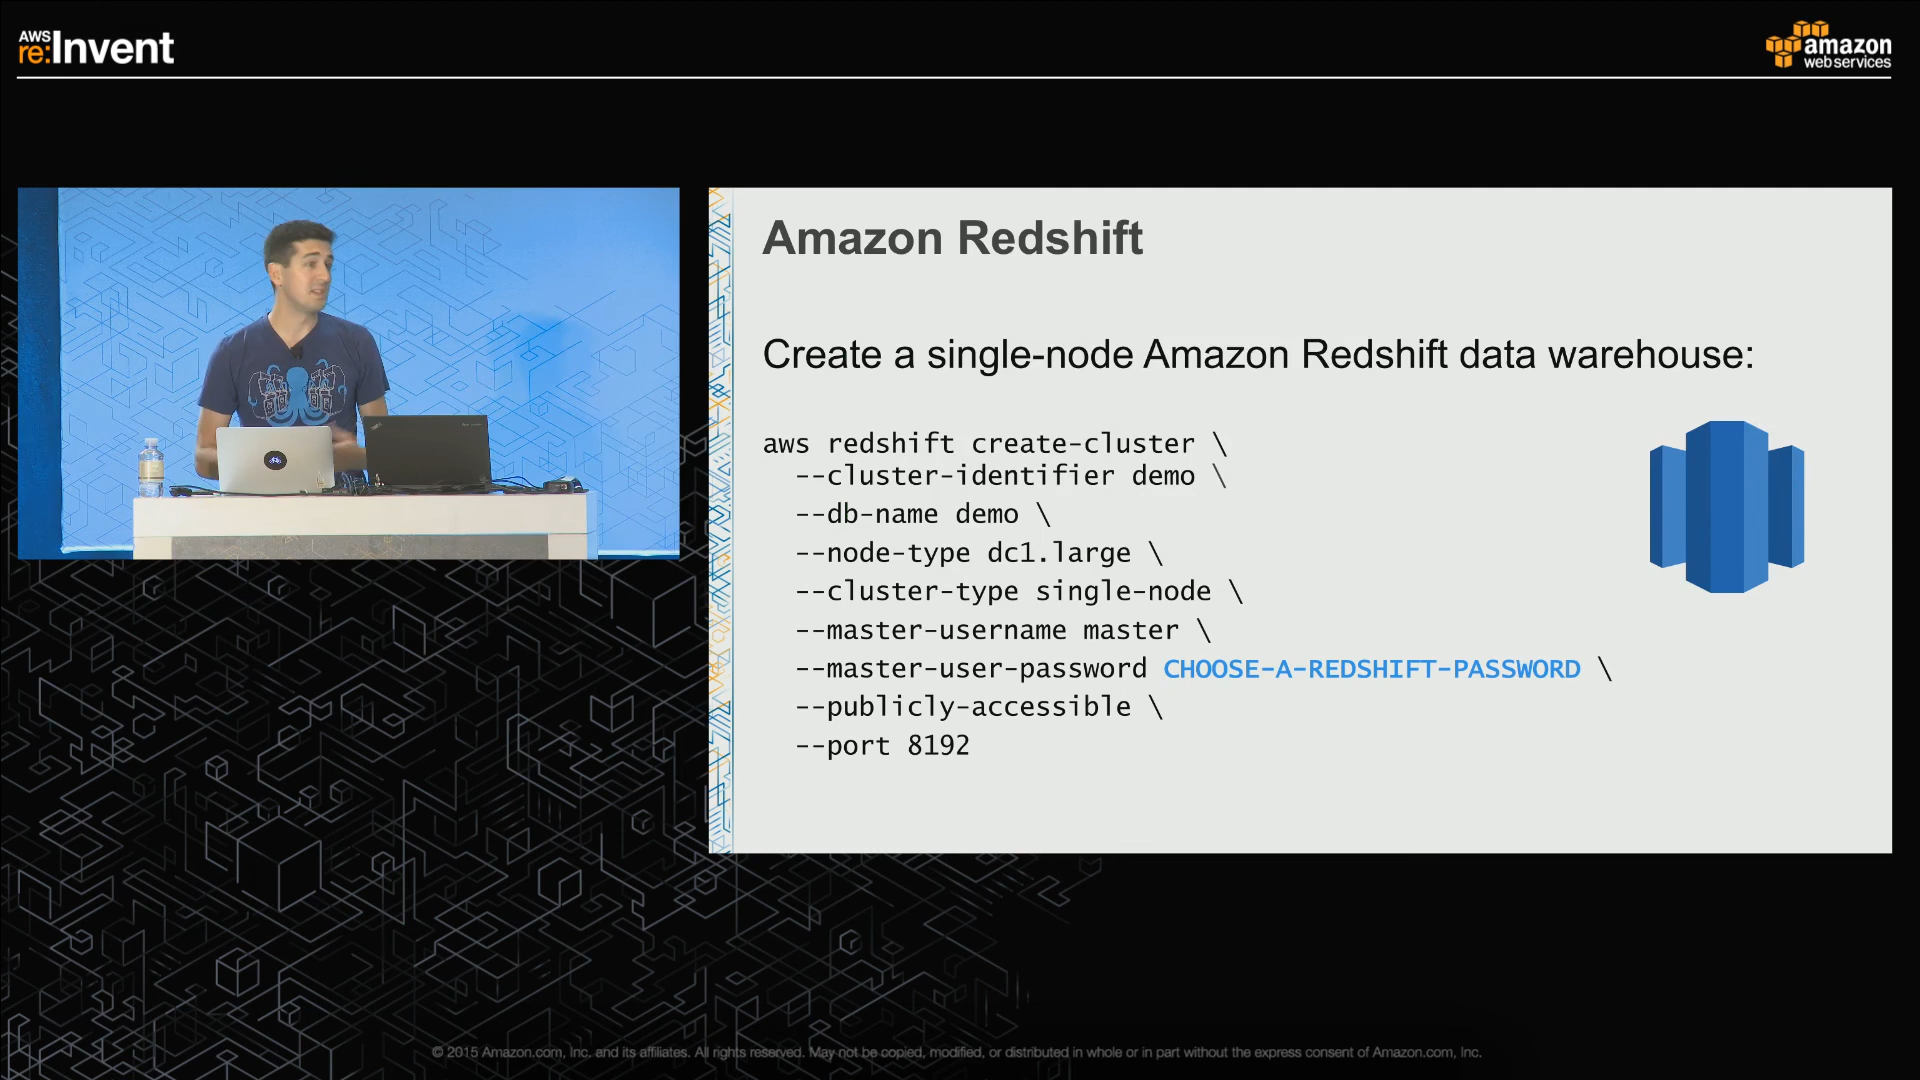 AWS
re:Invent
amazon
web services
Amazon Redshift
Create a single-node Amazon Redshift data warehouse:
aws redshift create-cluster \
--cluster-identifier demo \
--db-name demo \
--node-type dc1.large \
--cluster-type single-node \
--master-username master \
--master-user-password CHOOSE-A-REDSHIFT-PASSWORD \
--publicly-accessible \
--port 8192
© 2015 Amazon.com, Inc. and its affiliates. All rights reserved. May not be copied, modified, or distributed in whole or in part without the express consent of Amazon.com, Inc.